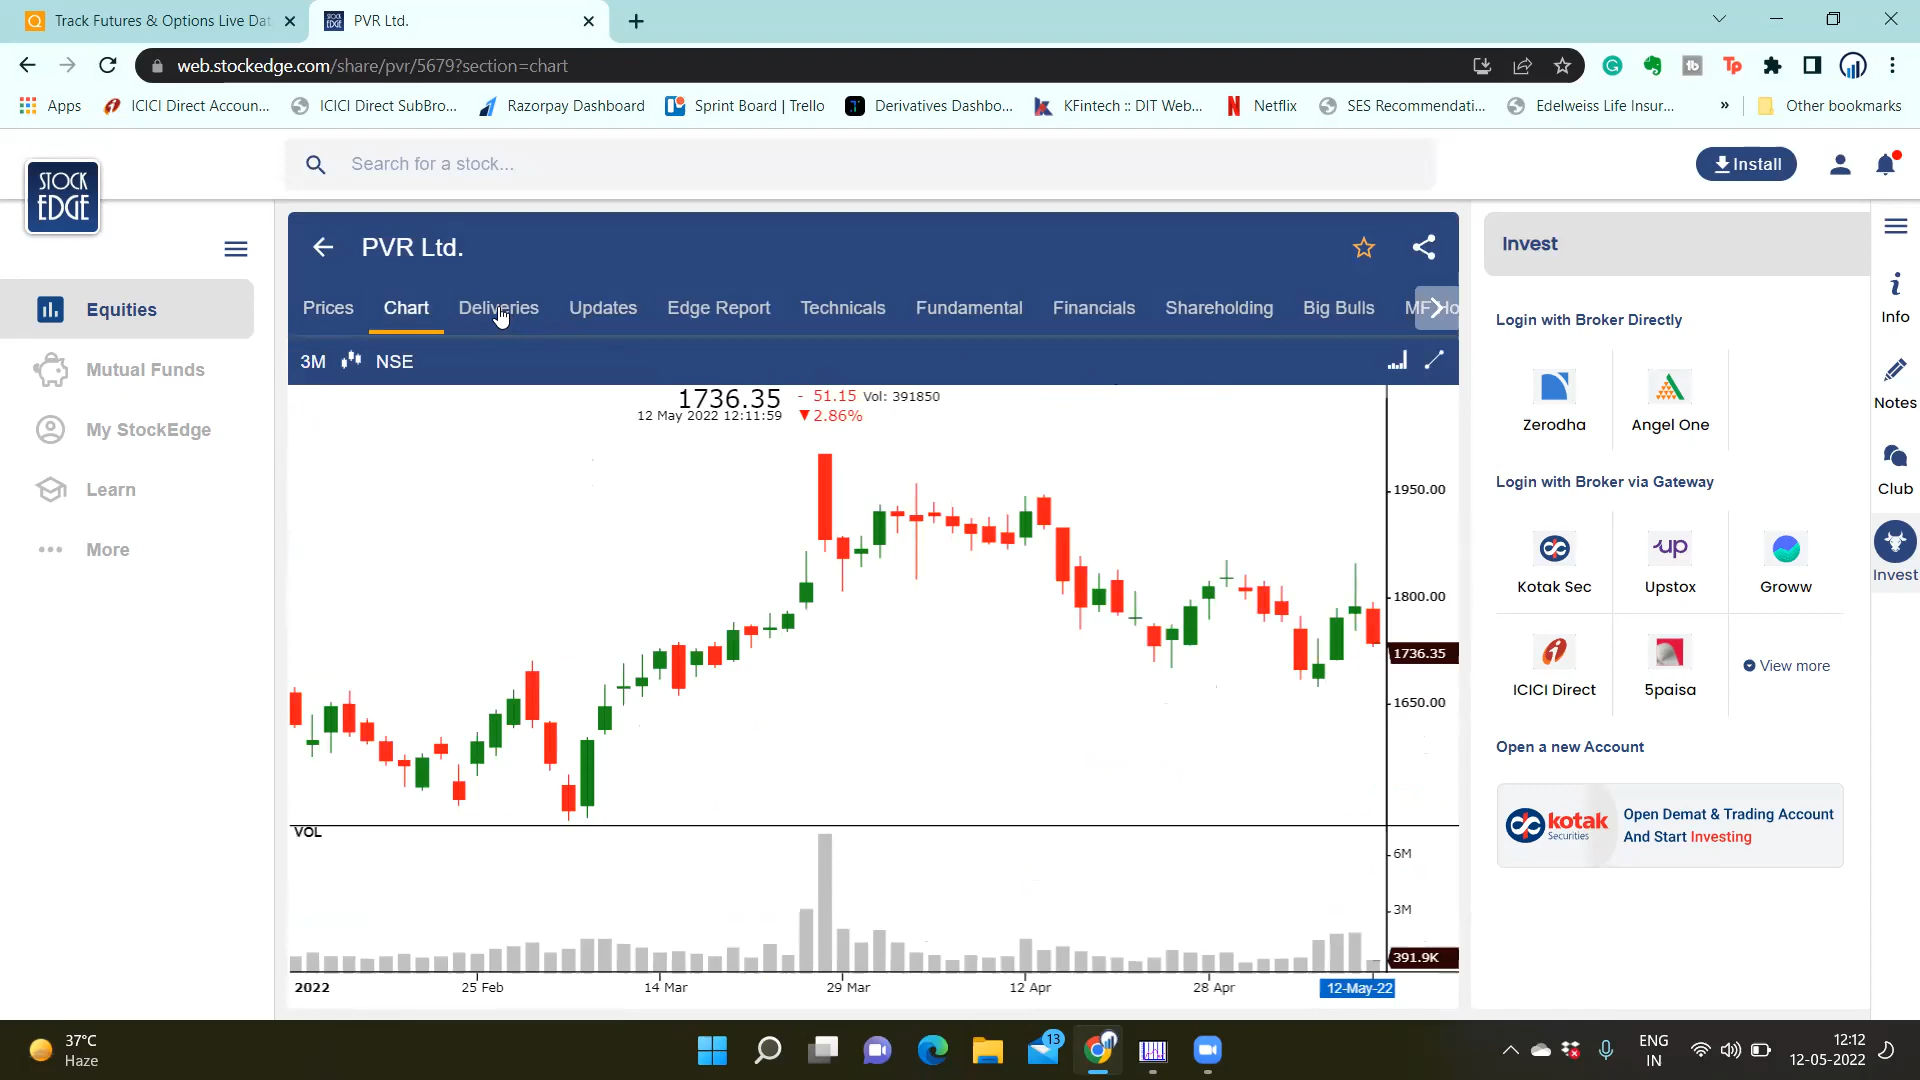 Track Futures & Options Live Dat
PVR Ltd.
web.stockedge.com/share/pvr/5679?section=chart
Apps
ICICI Direct Accoun...
ICICI Direct SubBro...
Razorpay Dashboard
Sprint Board | Trello
Derivatives Dashbo...
KFintech :: DIT Web...
Netflix
SES Recommendati...
Edelweiss Life Insur...
»
Other bookmarks
STOCK
EDGE
Search for a stock...
Install
Equities
Mutual Funds
My StockEdge
Learn
More
PVR Ltd.
Prices
Chart
Deliveries
Updates
Edge Report
Technicals
Fundamental
Financials
Shareholding
Big Bulls
MF Ho
3M
NSE
1736.35
- 51.15 Vol: 391850
12 May 2022 12:11:59
▼2.86%
1950.00
1800.00
1736.35
1650.00
VOL
6M
3M
391.9K
2022
25 Feb
14 Mar
29 Mar
12 Apr
28 Apr
12-May-22
Invest
Login with Broker Directly
Zerodha
Angel One
Login with Broker via Gateway
up
Kotak Sec
Upstox
Groww
ICICI Direct
5paisa
View more
Open a new Account
kotak
Securities
Open Demat & Trading Account
And Start Investing
Info
Notes
Club
Invest
37°C
Haze
13
ENG
IN
12:12
12-05-2022